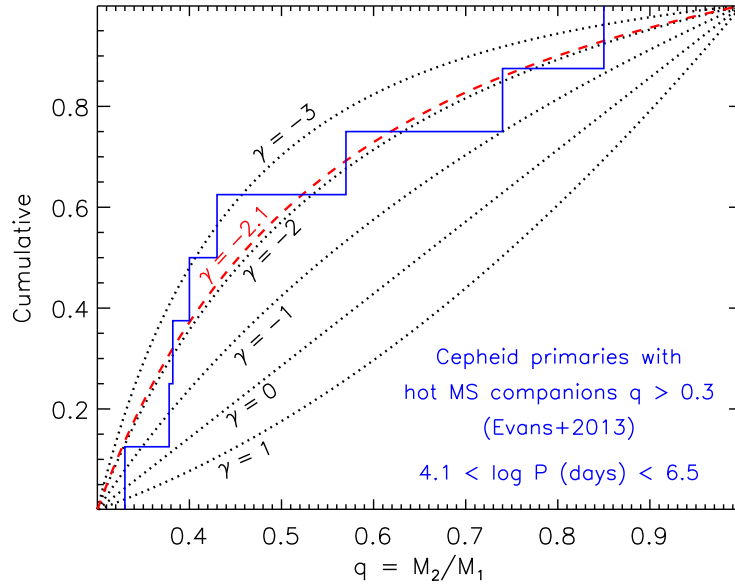 0.8
0.6
0.4
0.2
Cumulative
γ = −3
γ = −2.1
γ = −2
γ = −1
γ = 0
γ = 1
Cepheid primaries with
hot MS companions q > 0.3
(Evans+2013)
4.1 < log P (days) < 6.5
0.4 0.5 0.6 0.7 0.8 0.9
q = M₂/M₁